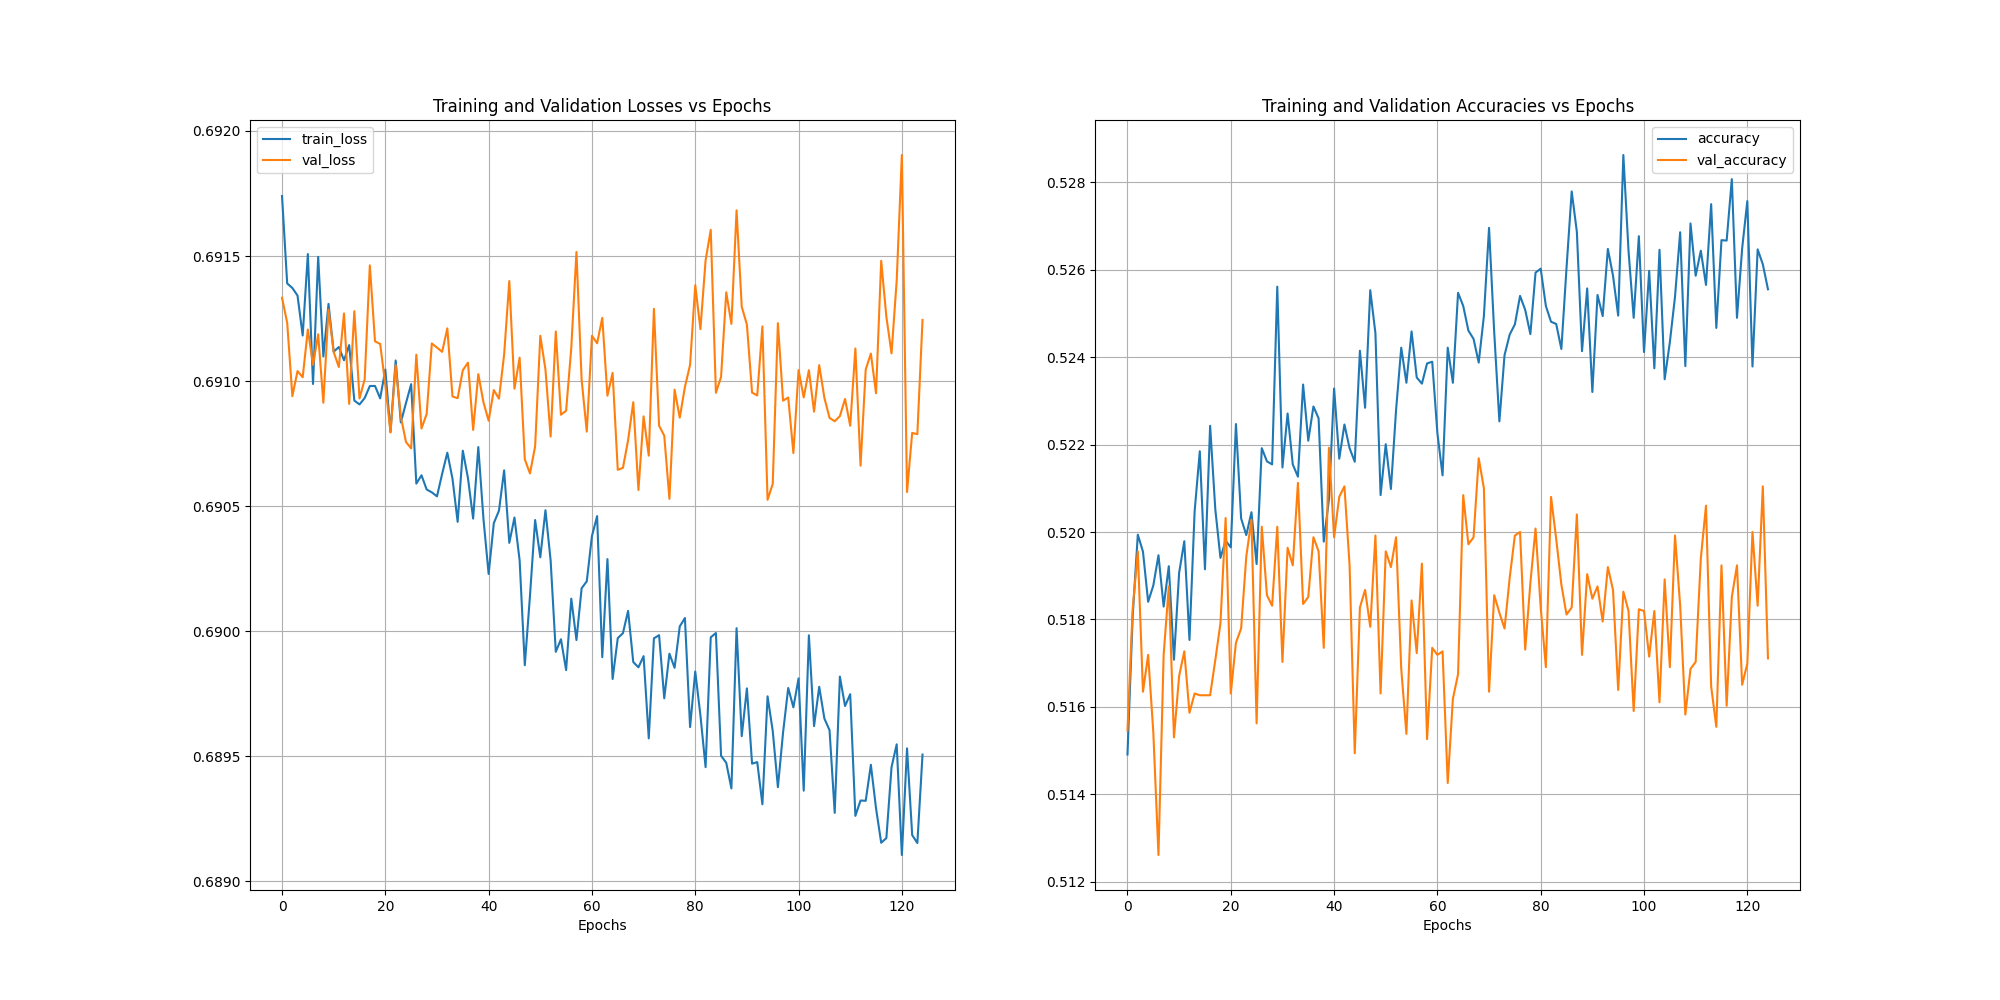 Training and Validation Losses vs Epochs
train_loss
val_loss
0.6920
0.6915
0.6910
0.6905
0.6900
0.6895
0.6890
0 20 40 60 80 100 120
Epochs
Training and Validation Accuracies vs Epochs
accuracy
val_accuracy
0.528
0.526
0.524
0.522
0.520
0.518
0.516
0.514
0.512
0 20 40 60 80 100 120
Epochs